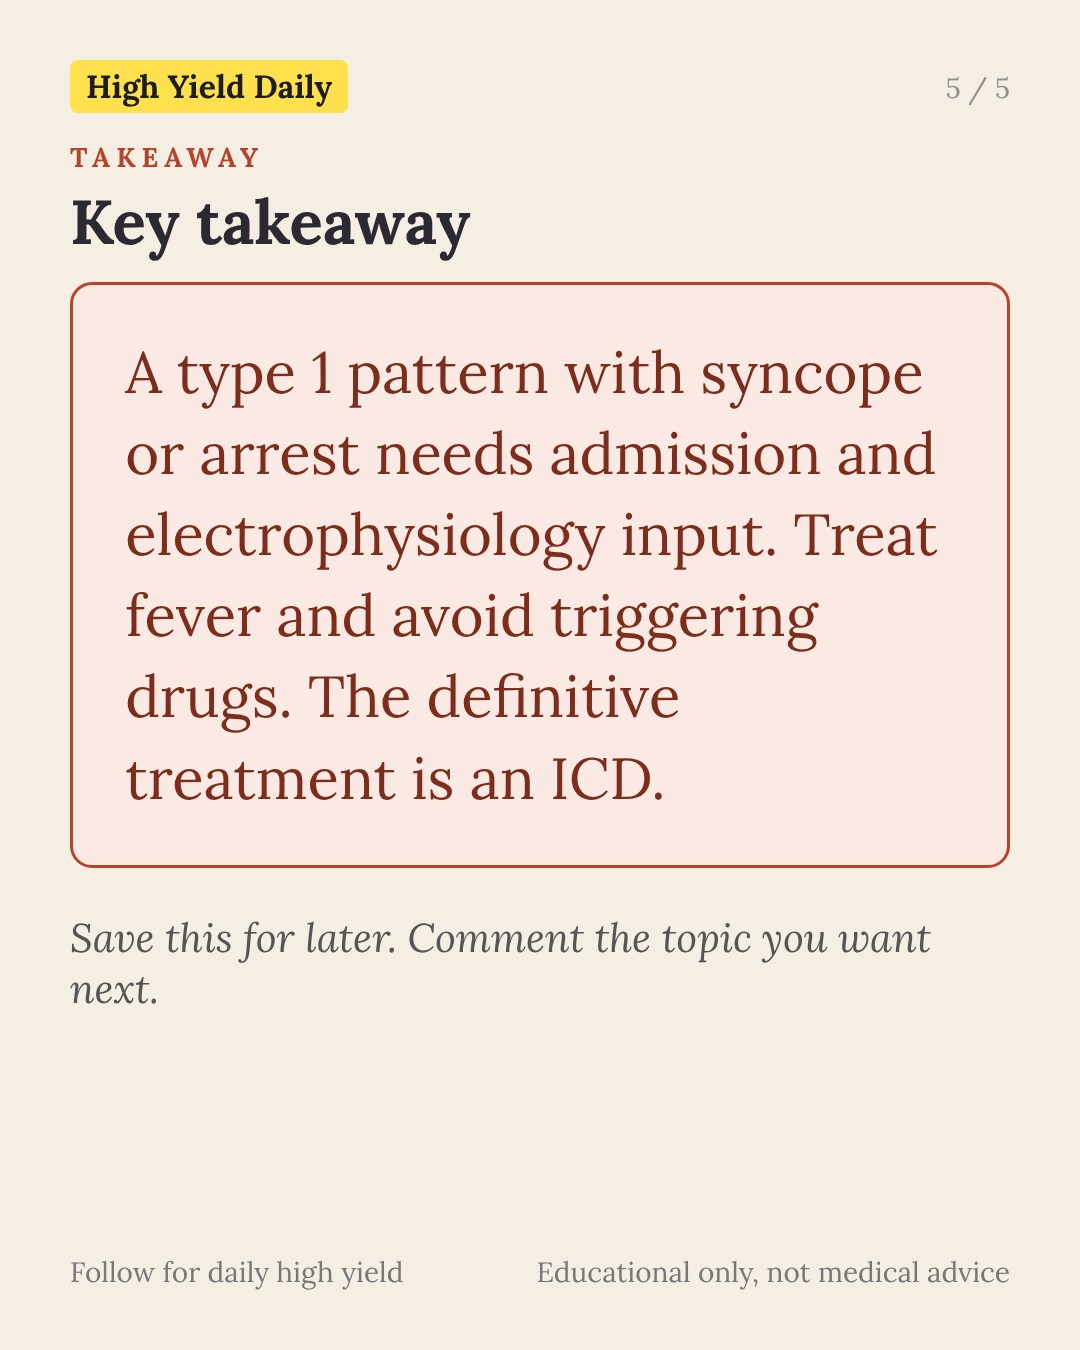 High Yield Daily
5 / 5
TAKEAWAY
Key takeaway
A type 1 pattern with syncope
or arrest needs admission and
electrophysiology input. Treat
fever and avoid triggering
drugs. The definitive
treatment is an ICD.
Save this for later. Comment the topic you want
next.
Follow for daily high yield
Educational only, not medical advice